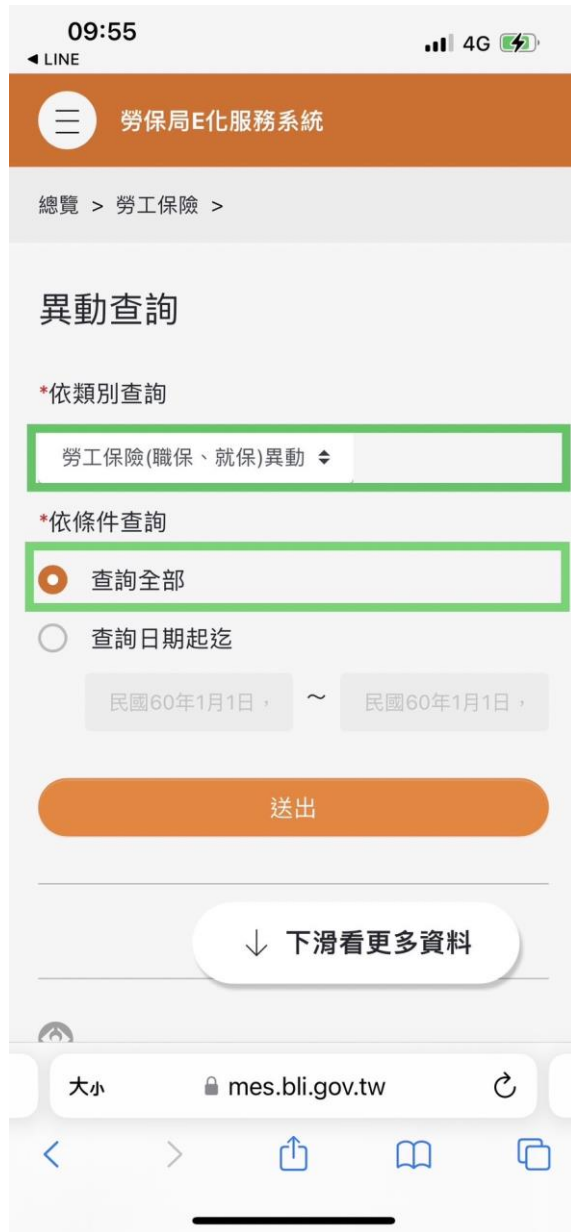 09:55
4G
◀ LINE
勞保局E化服務系統
總覽 > 勞工保險 >
異動查詢
*依類別查詢
勞工保險(職保、就保)異動
*依條件查詢
查詢全部
查詢日期起迄
民國60年1月1日， ~ 民國60年1月1日，
送出
↓ 下滑看更多資料
大小 mes.bli.gov.tw